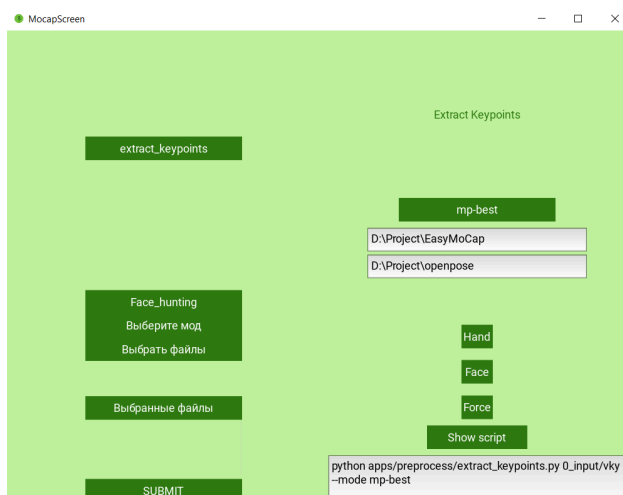 MocapScreen
Extract Keypoints
extract_keypoints
mp-best
D:\Project\EasyMoCap
D:\Project\openpose
Face_hunting
Выберите мод
Выбрать файлы
Hand
Face
Выбранные файлы
Force
Show script
python apps/preprocess/extract_keypoints.py 0_input/vky
--mode mp-best
SUBMIT